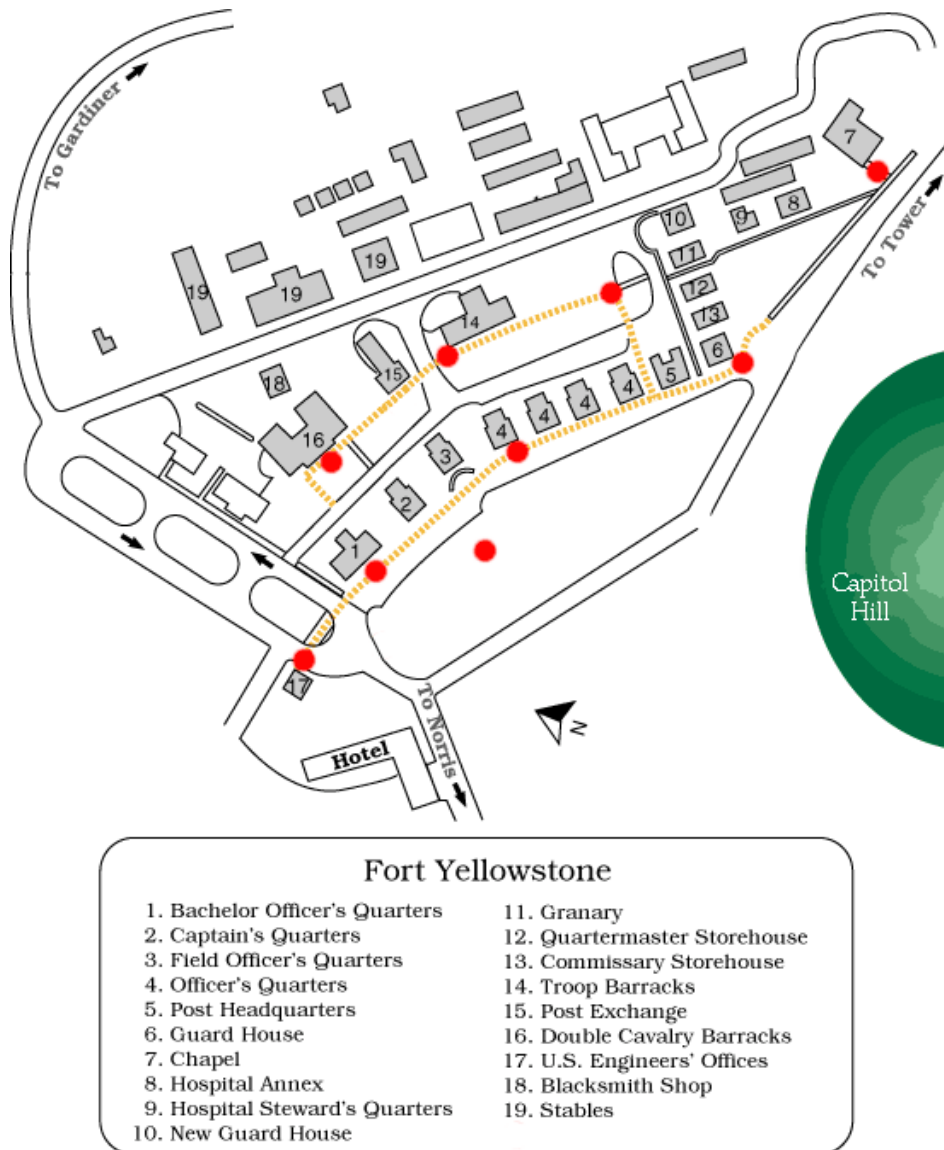 To Gardiner
7
To Tower
10
9
8
11
19
19
19
12
14
13
15
6
18
5
4
4
4
16
4
3
2
1
Capitol
Hill
17
To Norris
N
Hotel
Fort Yellowstone
1. Bachelor Officer's Quarters
2. Captain's Quarters
3. Field Officer's Quarters
4. Officer's Quarters
5. Post Headquarters
6. Guard House
7. Chapel
8. Hospital Annex
9. Hospital Steward's Quarters
10. New Guard House
11. Granary
12. Quartermaster Storehouse
13. Commissary Storehouse
14. Troop Barracks
15. Post Exchange
16. Double Cavalry Barracks
17. U.S. Engineers' Offices
18. Blacksmith Shop
19. Stables